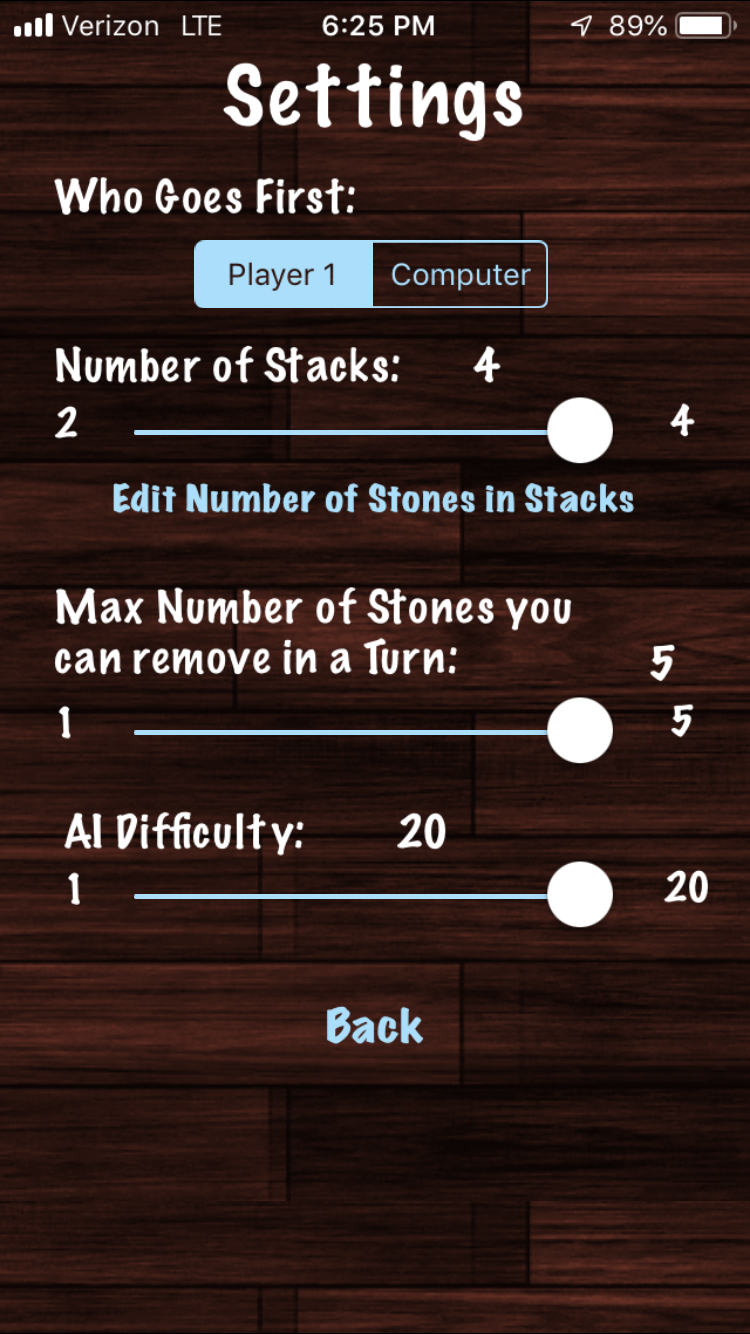 Verizon LTE 6:25 PM 89%
Settings
Who Goes First:
Player 1 Computer
Number of Stacks: 4
2 4
Edit Number of Stones in Stacks
Max Number of Stones you
can remove in a Turn: 5
1 5
AI Difficulty: 20
1 20
Back